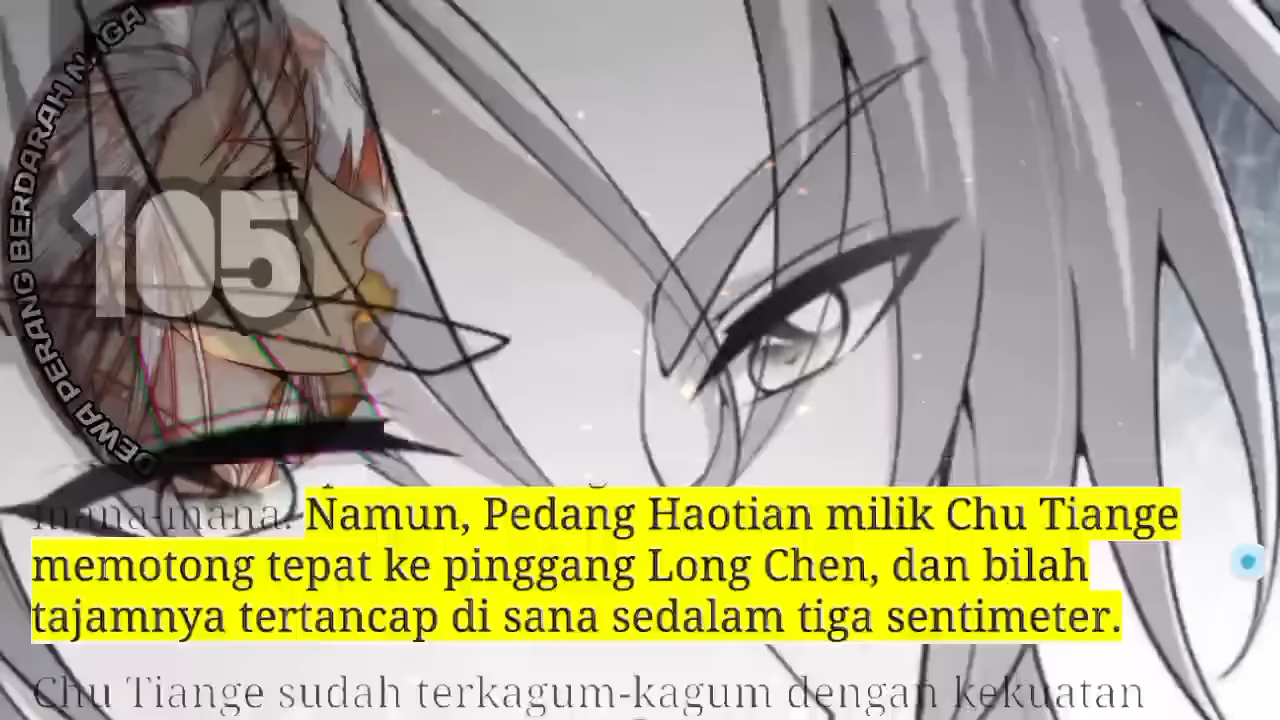 DEWA PERANG BERDARAH NAGA
105
mana-mana. Namun, Pedang Haotian milik Chu Tiange
memotong tepat ke pinggang Long Chen, dan bilah
tajamnya tertancap di sana sedalam tiga sentimeter.
Chu Tiange sudah terkagum-kagum dengan kekuatan